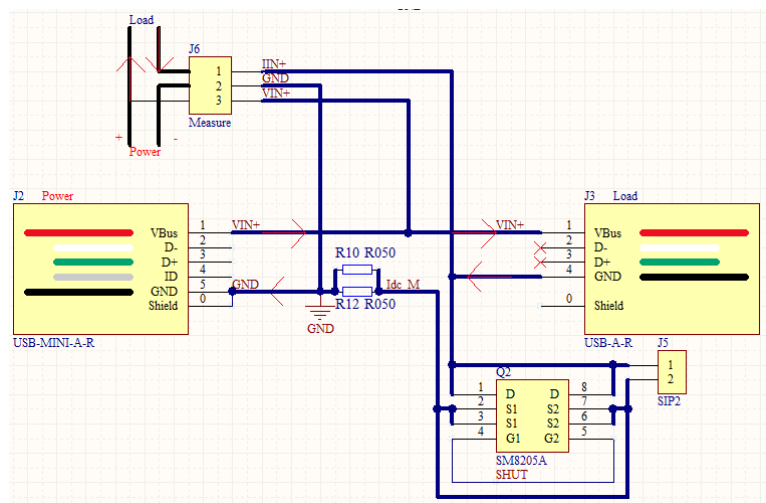 Load
J6
1
2
3
IIN+
GND
VIN+
Measure
+
-
Power
J2 Power
VBus 1
D- 2
D+ 3
ID 4
GND 5
Shield 0
USB-MINI-A-R
VIN+
GND
R10 R050
R12 R050
Idc_M
GND
VIN+
J3 Load
1 VBus
2 D-
3 D+
4 GND
0 Shield
USB-A-R
J5
1
2
SIP2
Q2
1 D D 8
2 S1 S2 7
3 S1 S2 6
4 G1 G2 5
SM8205A
SHUT